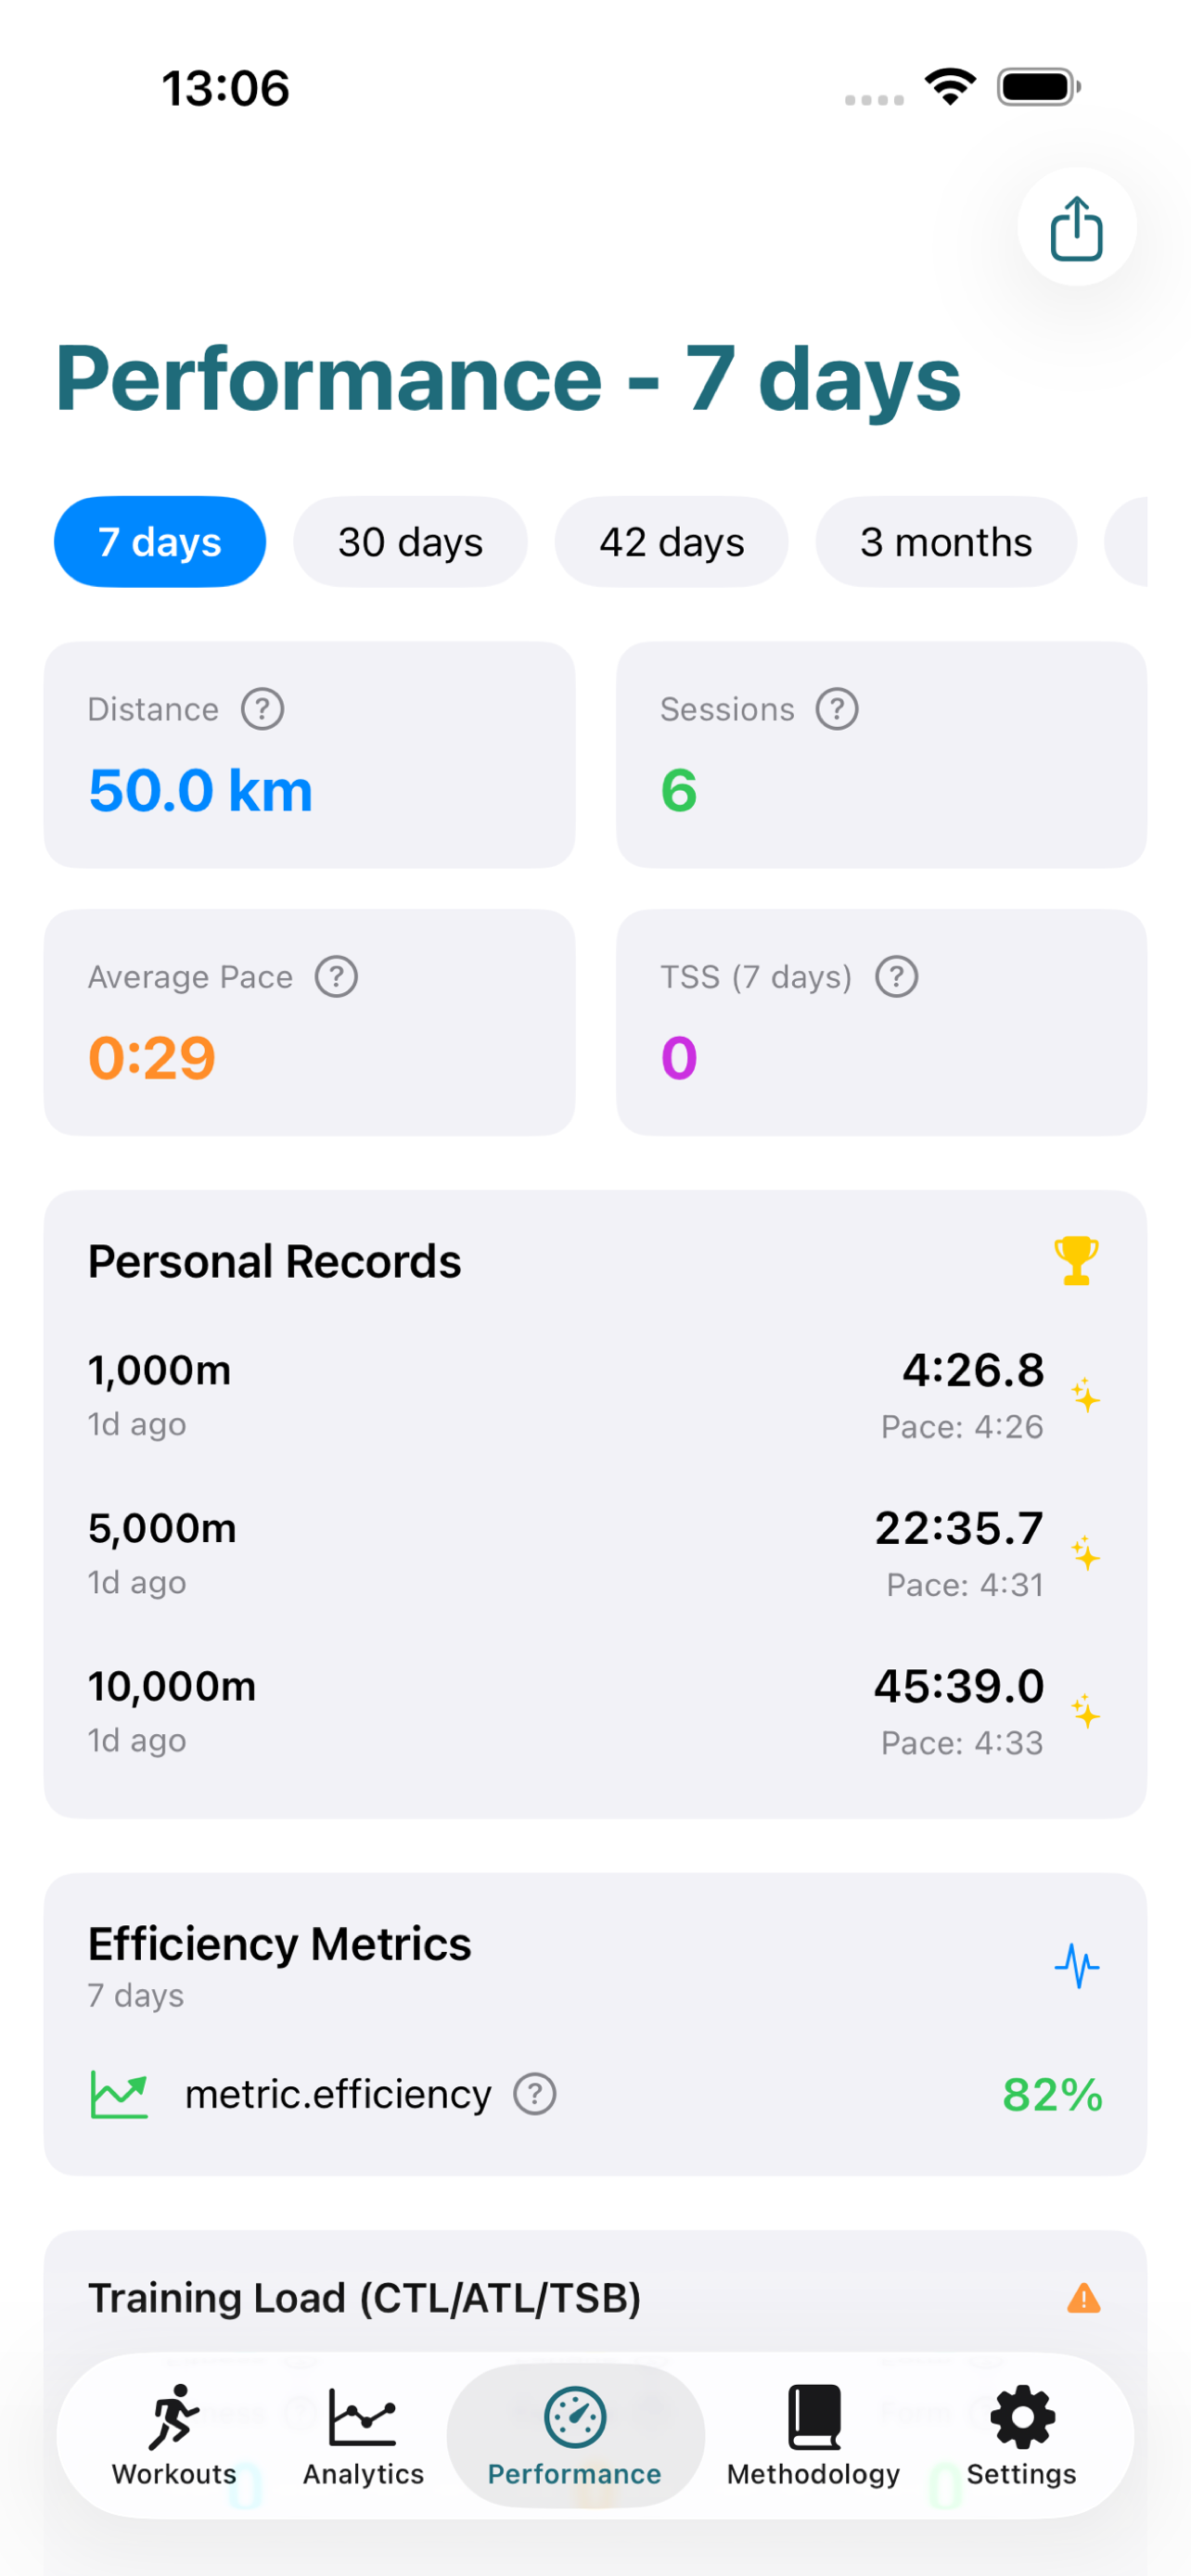 13:06
Performance - 7 days
7 days
30 days
42 days
3 months
Distance ?
50.0 km
Sessions ?
6
Average Pace ?
0:29
TSS (7 days) ?
0
Personal Records
1,000m
4:26.8
1d ago
Pace: 4:26
5,000m
22:35.7
1d ago
Pace: 4:31
10,000m
45:39.0
1d ago
Pace: 4:33
Efficiency Metrics
7 days
metric.efficiency ?
82%
Training Load (CTL/ATL/TSB)
0
0
0
Workouts
Analytics
Performance
Methodology
Settings